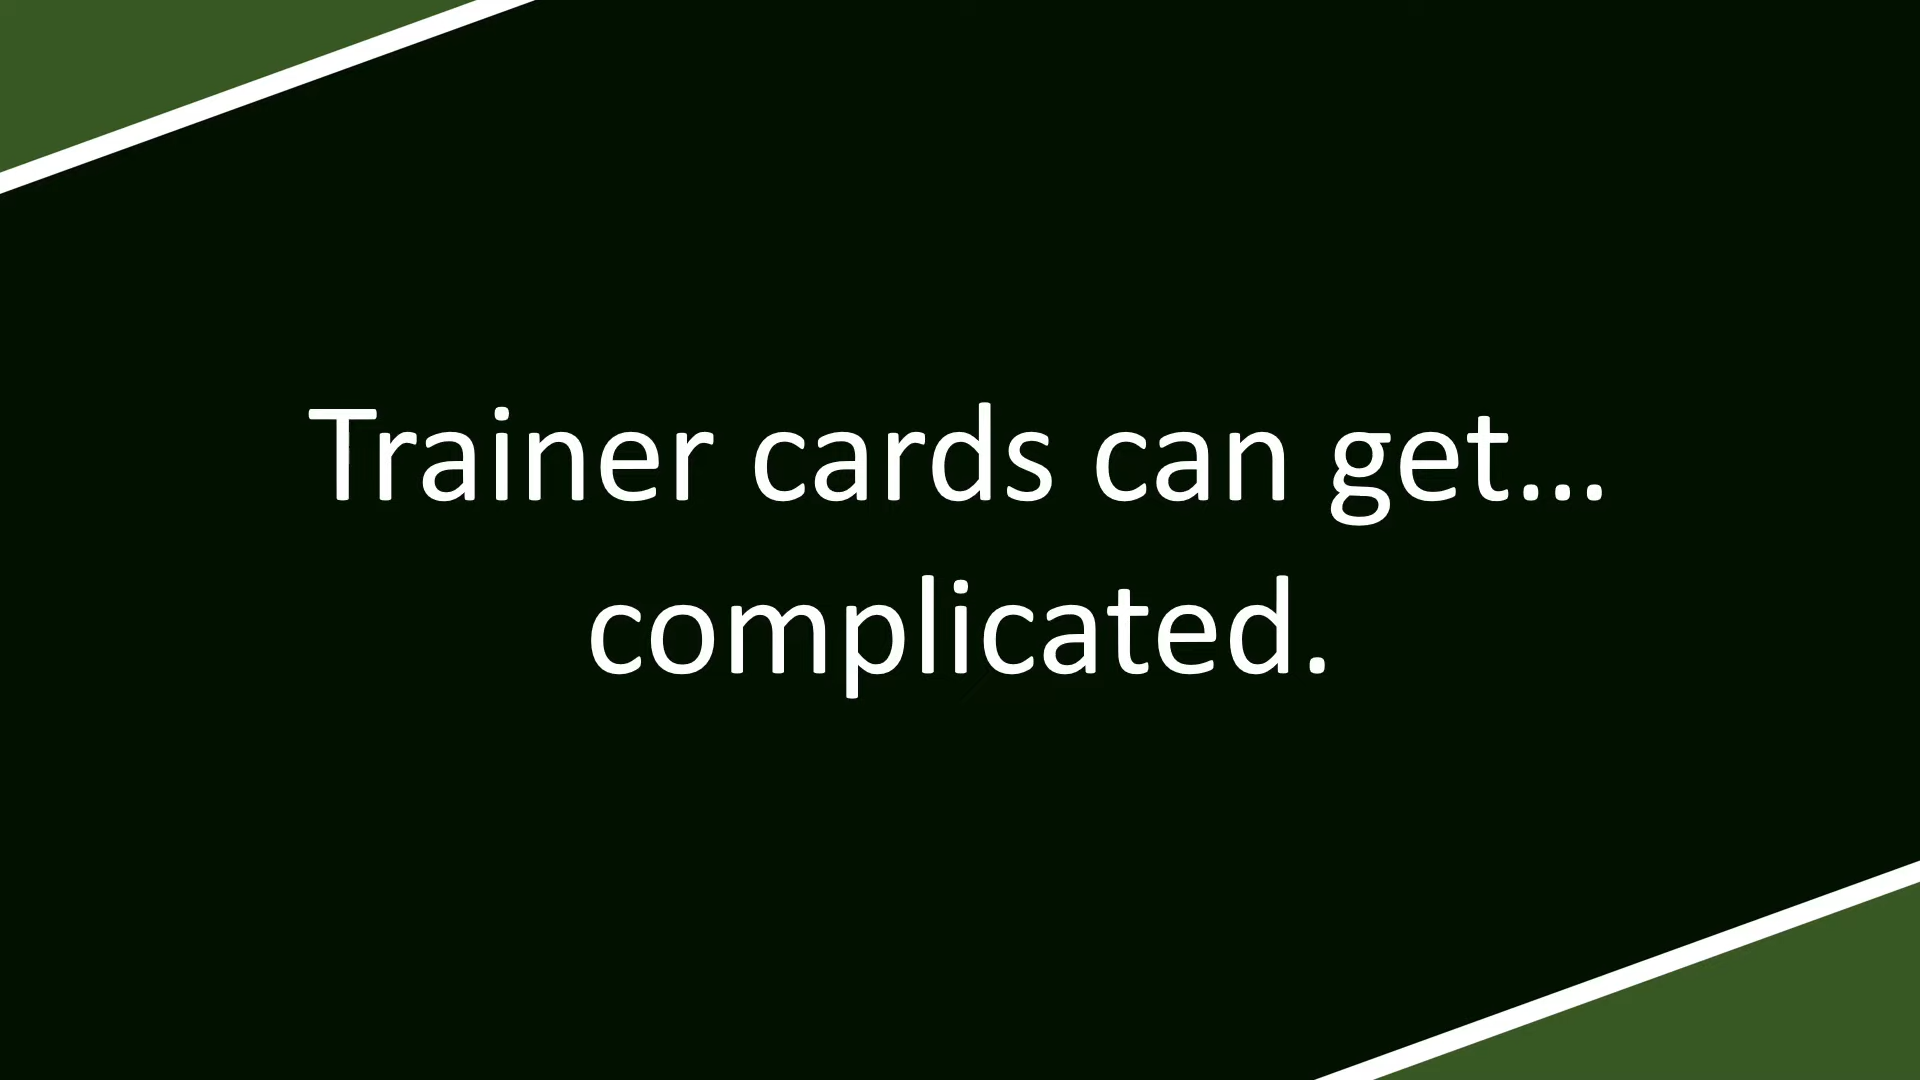 Trainer cards can get…
complicated.